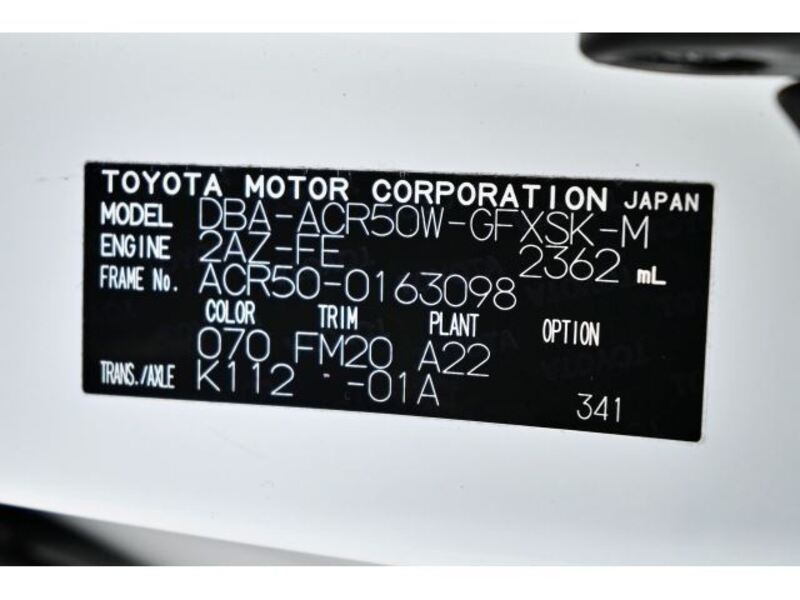 TOYOTA MOTOR CORPORATION JAPAN
MODEL DBA-ACR50W-GFXSK-M
ENGINE 2AZ-FE 2362 mL
FRAME No. ACR50-0163098
COLOR TRIM PLANT OPTION
070 FM20 A22
TRANS./AXLE K112 -01A 341